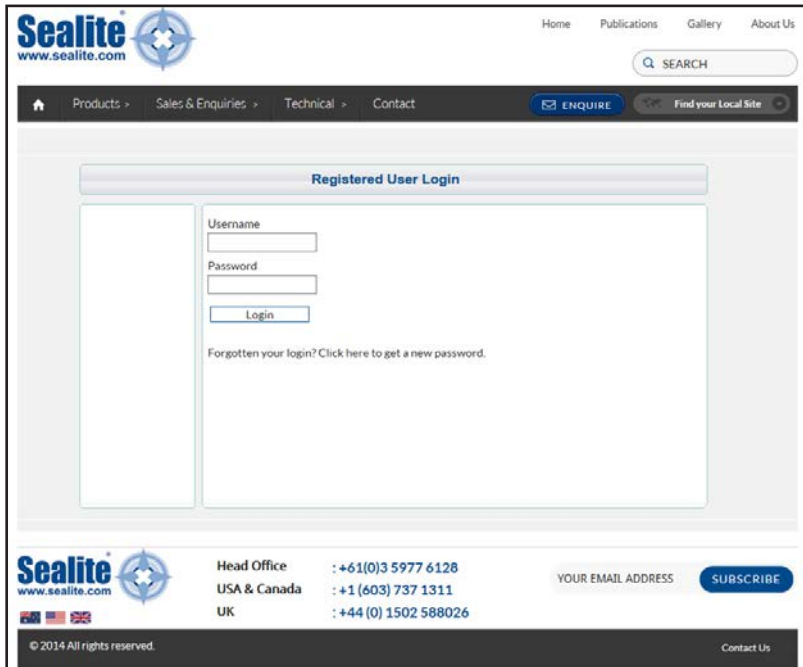 Sealite
www.sealite.com
Home Publications Gallery About Us
SEARCH
Products > Sales & Enquiries > Technical > Contact
ENQUIRE
Find your Local Site
Registered User Login
Username
Password
Login
Forgotten your login? Click here to get a new password.
Sealite
www.sealite.com
Head Office : +61(0)3 5977 6128
USA & Canada : +1 (603) 737 1311
UK : +44 (0) 1502 588026
YOUR EMAIL ADDRESS
SUBSCRIBE
© 2014 All rights reserved.
Contact Us